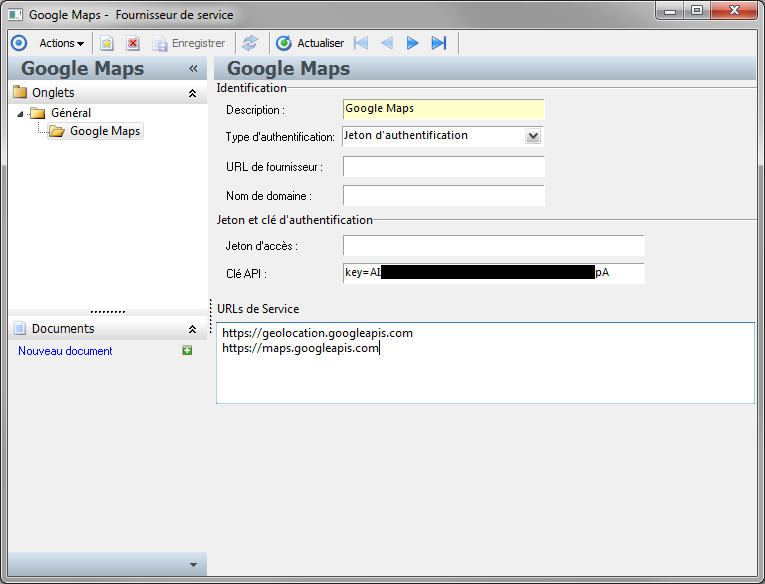 Google Maps -  Fournisseur de service
Actions
Enregistrer
Actualiser
Google Maps
«
Onglets
Général
Google Maps
Documents
Nouveau document
Google Maps
Identification
Description :
Google Maps
Type d'authentification:
Jeton d'authentification
URL de fournisseur :
Nom de domaine :
Jeton et clé d'authentification
Jeton d'accès :
Clé API :
key=AI
pA
URLs de Service
https://geolocation.googleapis.com
https://maps.googleapis.com